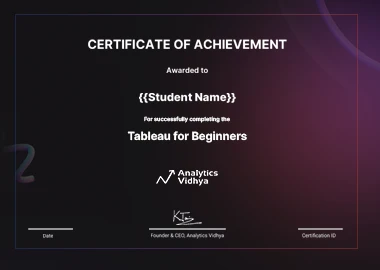 CERTIFICATE OF ACHIEVEMENT
Awarded to
{{Student Name}}
For successfully completing the
Tableau for Beginners
Analytics
Vidhya
Date
Founder & CEO, Analytics Vidhya
Certification ID